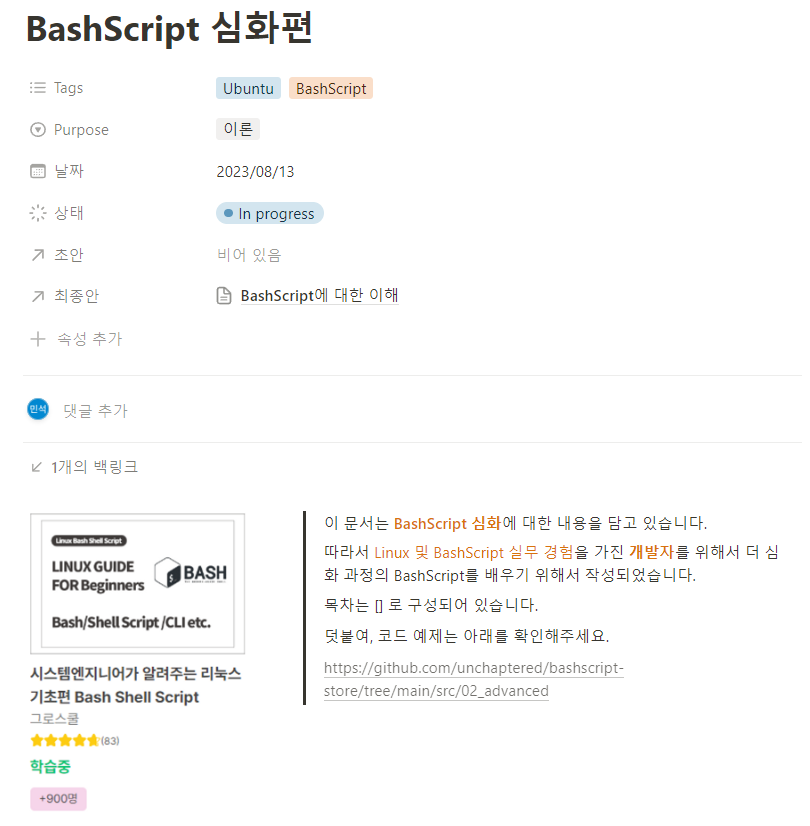 BashScript 심화편
Tags Ubuntu BashScript
Purpose 이론
날짜 2023/08/13
상태 In progress
초안 비어 있음
최종안 BashScript에 대한 이해
속성 추가
민석 댓글 추가
1개의 백링크
Linux Bash Shell Script
LINUX GUIDE
FOR Beginners
BASH
Bash/Shell Script /CLI etc.
시스템엔지니어가 알려주는 리눅스
기초편 Bash Shell Script
그로스쿨
(83)
학습중
+900명
이 문서는 BashScript 심화에 대한 내용을 담고 있습니다.
따라서 Linux 및 BashScript 실무 경험을 가진 개발자를 위해서 더 심
화 과정의 BashScript를 배우기 위해서 작성되었습니다.
목차는 [] 로 구성되어 있습니다.
덧붙여, 코드 예제는 아래를 확인해주세요.
https://github.com/unchaptered/bashscript-
store/tree/main/src/02_advanced